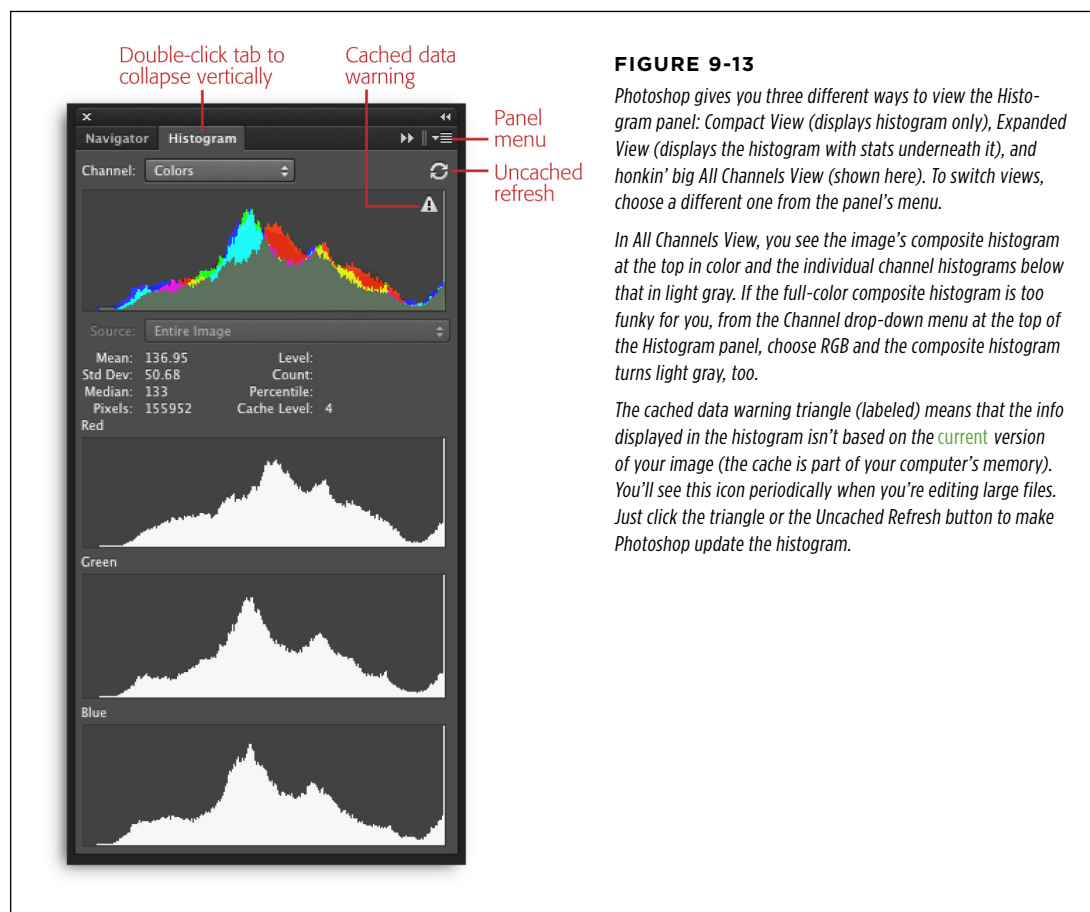 Double-click tab to
collapse vertically
Cached data
warning
Panel
menu
Uncached
refresh
Navigator
Histogram
Channel: Colors
Source: Entire Image
Mean: 136.95 Level:
Std Dev: 50.68 Count:
Median: 133 Percentile:
Pixels: 155952 Cache Level: 4
Red
Green
Blue
FIGURE 9-13
Photoshop gives you three different ways to view the Histo-
gram panel: Compact View (displays histogram only), Expanded
View (displays the histogram with stats underneath it), and
honkin’ big All Channels View (shown here). To switch views,
choose a different one from the panel’s menu.
In All Channels View, you see the image’s composite histogram
at the top in color and the individual channel histograms below
that in light gray. If the full-color composite histogram is too
funky for you, from the Channel drop-down menu at the top of
the Histogram panel, choose RGB and the composite histogram
turns light gray, too.
The cached data warning triangle (labeled) means that the info
displayed in the histogram isn’t based on the current version
of your image (the cache is part of your computer’s memory).
You’ll see this icon periodically when you’re editing large files.
Just click the triangle or the Uncached Refresh button to make
Photoshop update the histogram.